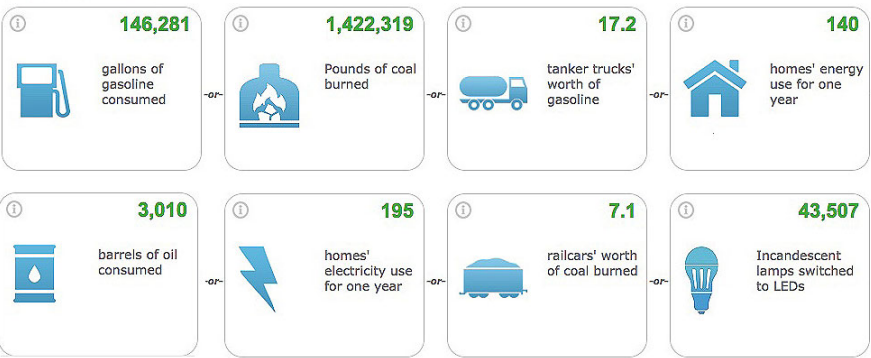 146,281
gallons of
gasoline
consumed
-or-
1,422,319
Pounds of coal
burned
-or-
17.2
tanker trucks'
worth of
gasoline
-or-
140
homes' energy
use for one
year
3,010
barrels of oil
consumed
-or-
195
homes'
electricity use
for one year
-or-
7.1
railcars' worth
of coal burned
-or-
43,507
Incandescent
lamps switched
to LEDs